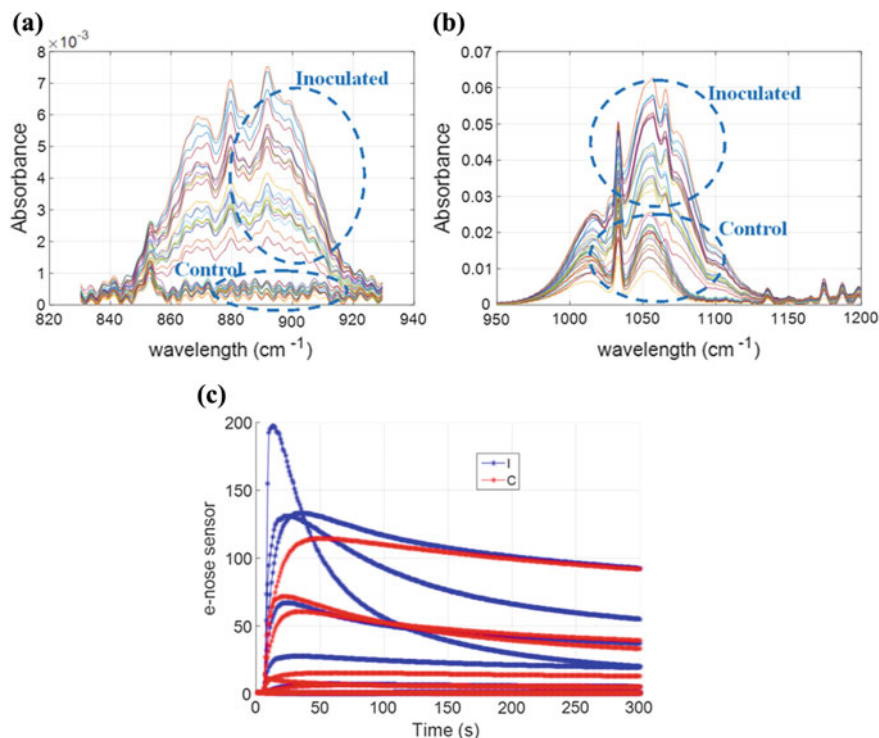 (a)
×10⁻³
8
7
6
5
4
3
2
1
0
Absorbance
Inoculated
Control
820 840 860 880 900 920 940
wavelength (cm ⁻¹)
(b)
0.07
0.06
0.05
0.04
0.03
0.02
0.01
0
Absorbance
Inoculated
Control
950 1000 1050 1100 1150 1200
wavelength (cm ⁻¹)
(c)
200
150
100
50
0
e-nose sensor
I
C
0 50 100 150 200 250 300
Time (s)